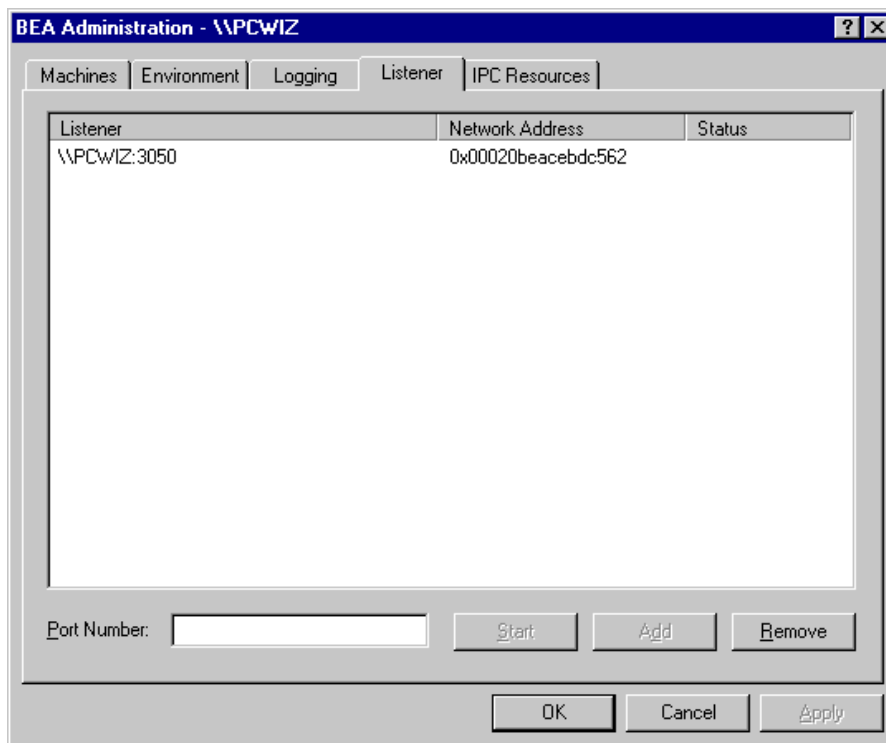 BEA Administration - \\PCWIZ
Machines Environment Logging Listener IPC Resources
Listener Network Address Status
\\PCWIZ:3050 0x00020beacebdc562
Port Number: Start Add Remove
OK Cancel Apply